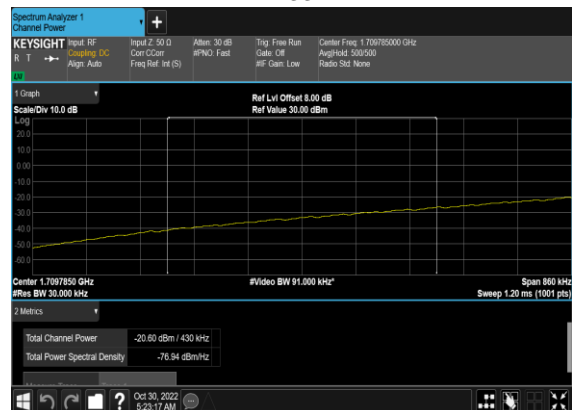 Spectrum Analyzer 1
Channel Power
+
KEYSIGHT Input: RF Input Z: 50 Ω Atten: 30 dB Trig: Free Run Center Freq: 1.709785000 GHz
R T Coupling: DC Corr CCorr #PNO: Fast Gate: Off Avg|Hold: 500/500
Align: Auto Freq Ref: Int (S) #IF Gain: Low Radio Std: None
LU
1 Graph Ref Lvl Offset 8.00 dB
Scale/Div 10.0 dB Ref Value 30.00 dBm
Log
20.0
10.0
0.00
-10.0
-20.0
-30.0
-40.0
-50.0
-60.0
Center 1.7097850 GHz #Video BW 91.000 kHz* Span 860 kHz
#Res BW 30.000 kHz Sweep 1.20 ms (1001 pts)
2 Metrics
Total Channel Power -20.60 dBm / 430 kHz
Total Power Spectral Density -76.94 dBm/Hz
? Oct 30, 2022
5:23:17 AM